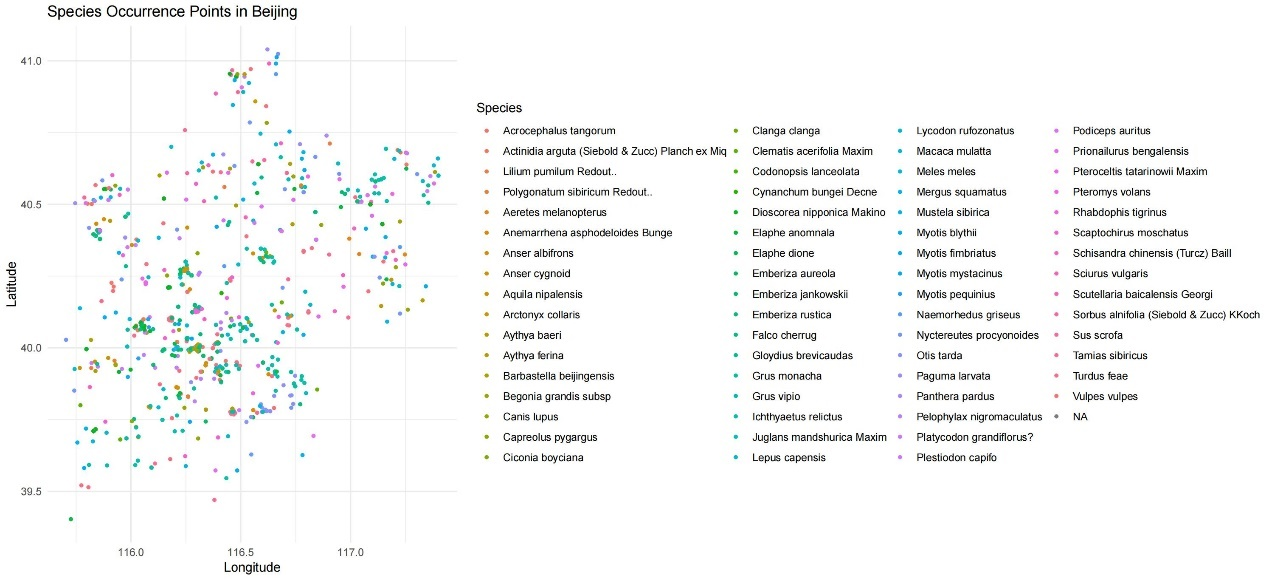 Species Occurrence Points in Beijing
41.0
40.5
40.0
39.5
Latitude
116.0 116.5 117.0
Longitude
Species
Acrocephalus tangorum
Actinidia arguta (Siebold & Zucc) Planch ex Miq
Lilium pumilum Redout..
Polygonatum sibiricum Redout..
Aeretes melanopterus
Anemarrhena asphodeloides Bunge
Anser albifrons
Anser cygnoid
Aquila nipalensis
Arctonyx collaris
Aythya baeri
Aythya ferina
Barbastella beijingensis
Begonia grandis subsp
Canis lupus
Capreolus pygargus
Ciconia boyciana
Clanga clanga
Clematis acerifolia Maxim
Codonopsis lanceolata
Cynanchum bungei Decne
Dioscorea nipponica Makino
Elaphe anomnala
Elaphe dione
Emberiza aureola
Emberiza jankowskii
Emberiza rustica
Falco cherrug
Gloydius brevicaudas
Grus monacha
Grus vipio
Ichthyaetus relictus
Juglans mandshurica Maxim
Lepus capensis
Lycodon rufozonatus
Macaca mulatta
Meles meles
Mergus squamatus
Mustela sibirica
Myotis blythii
Myotis fimbriatus
Myotis mystacinus
Myotis pequinius
Naemorhedus griseus
Nyctereutes procyonoides
Otis tarda
Paguma larvata
Panthera pardus
Pelophylax nigromaculatus
Platycodon grandiflorus?
Plestiodon capifo
Podiceps auritus
Prionailurus bengalensis
Pteroceltis tatarinowii Maxim
Pteromys volans
Rhabdophis tigrinus
Scaptochirus moschatus
Schisandra chinensis (Turcz) Baill
Sciurus vulgaris
Scutellaria baicalensis Georgi
Sorbus alnifolia (Siebold & Zucc) KKoch
Sus scrofa
Tamias sibiricus
Turdus feae
Vulpes vulpes
NA